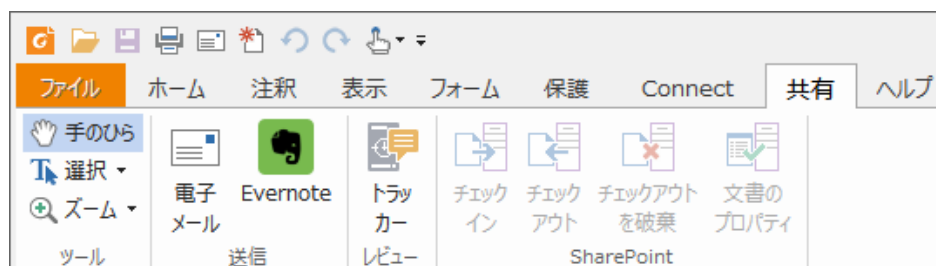 ファイル ホーム 注釈 表示 フォーム 保護 Connect 共有 ヘルプ
手のひら
選択
ズーム
ツール
電子
メール
Evernote
送信
トラッ
カー
レビュー
チェック
イン
チェック
アウト
チェックアウト
を破棄
文書の
プロパティ
SharePoint